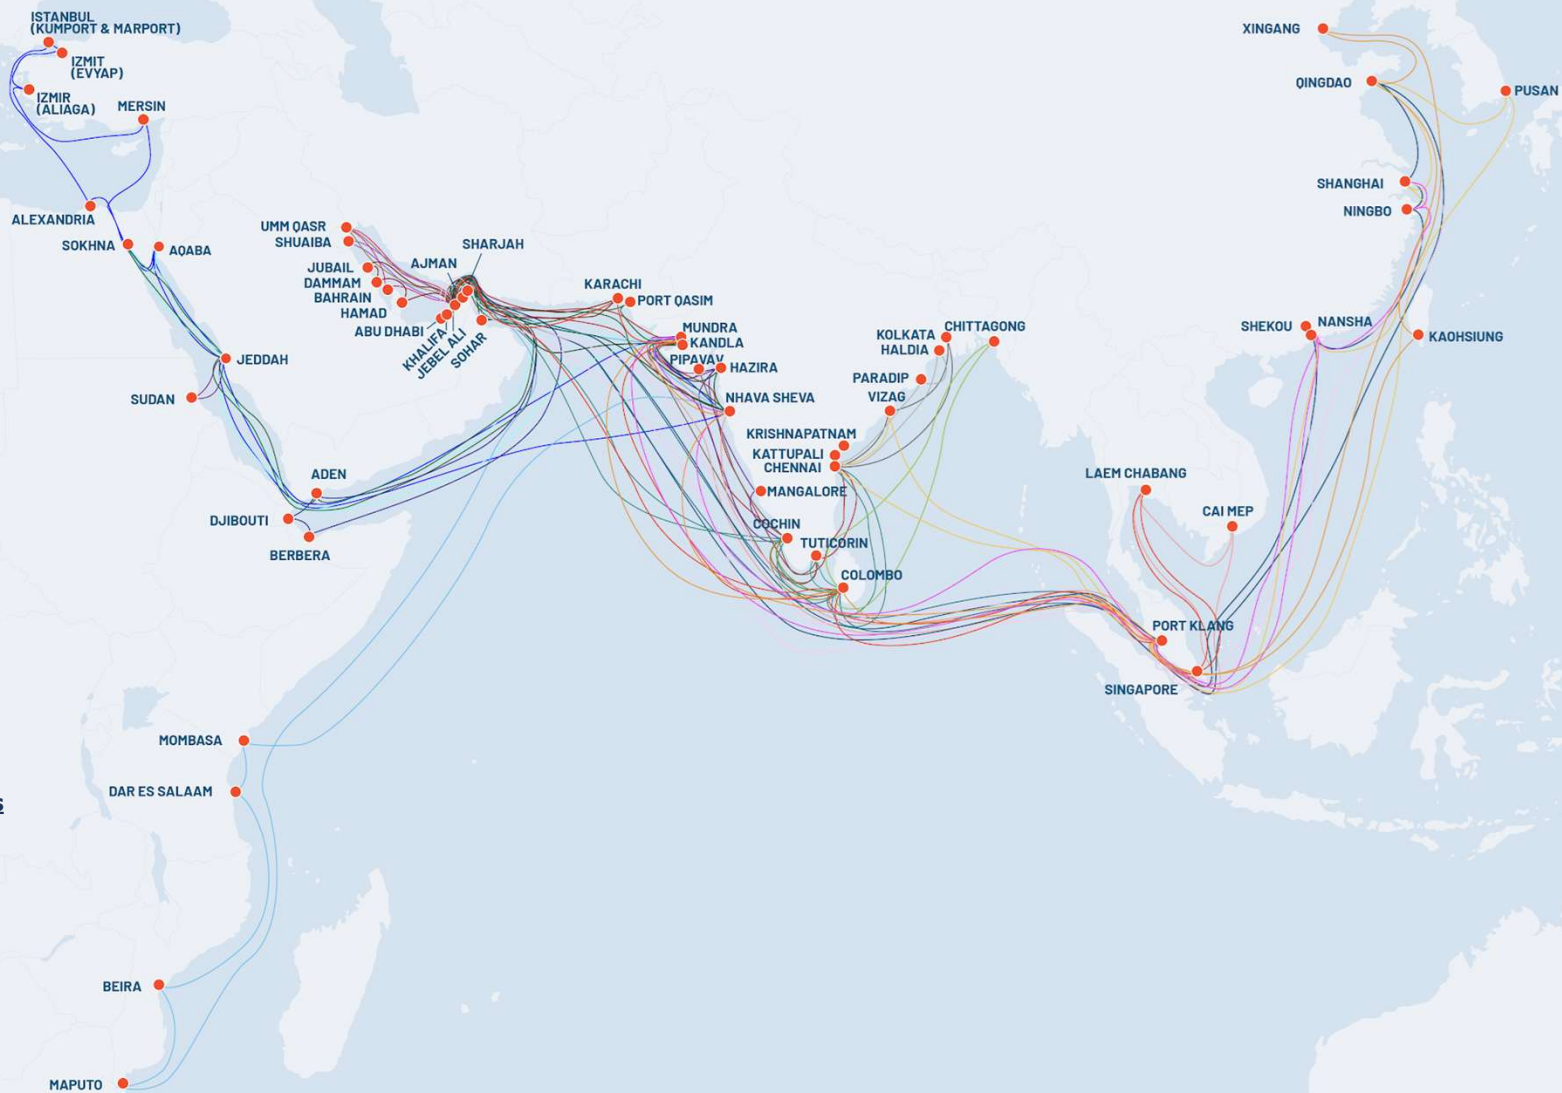 ISTANBUL
(KUMPORT & MARPORT)
IZMIT
(EVYAP)
IZMIR
(ALIAGA)
MERSIN
ALEXANDRIA
SOKHNA
AQABA
UMM QASR
SHUAIBA
JUBAIL
DAMMAM
BAHRAIN
HAMAD
ABU DHABI
KHALIFA
JEBEL ALI
SOHAR
AJMAN
SHARJAH
KARACHI
PORT QASIM
MUNDRA
KANDLA
PIPAVAV
HAZIRA
NHAVA SHEVA
JEDDAH
SUDAN
ADEN
DJIBOUTI
BERBERA
MANGALORE
COCHIN
TUTICORIN
COLOMBO
KOLKATA
HALDIA
CHITTAGONG
PARADIP
VIZAG
KRISHNAPATNAM
KATTUPALI
CHENNAI
XINGANG
QINGDAO
PUSAN
SHANGHAI
NINGBO
SHEKOU
NANSHA
KAOHSIUNG
LAEM CHABANG
CAI MEP
PORT KLANG
SINGAPORE
MOMBASA
DAR ES SALAAM
BEIRA
MAPUTO